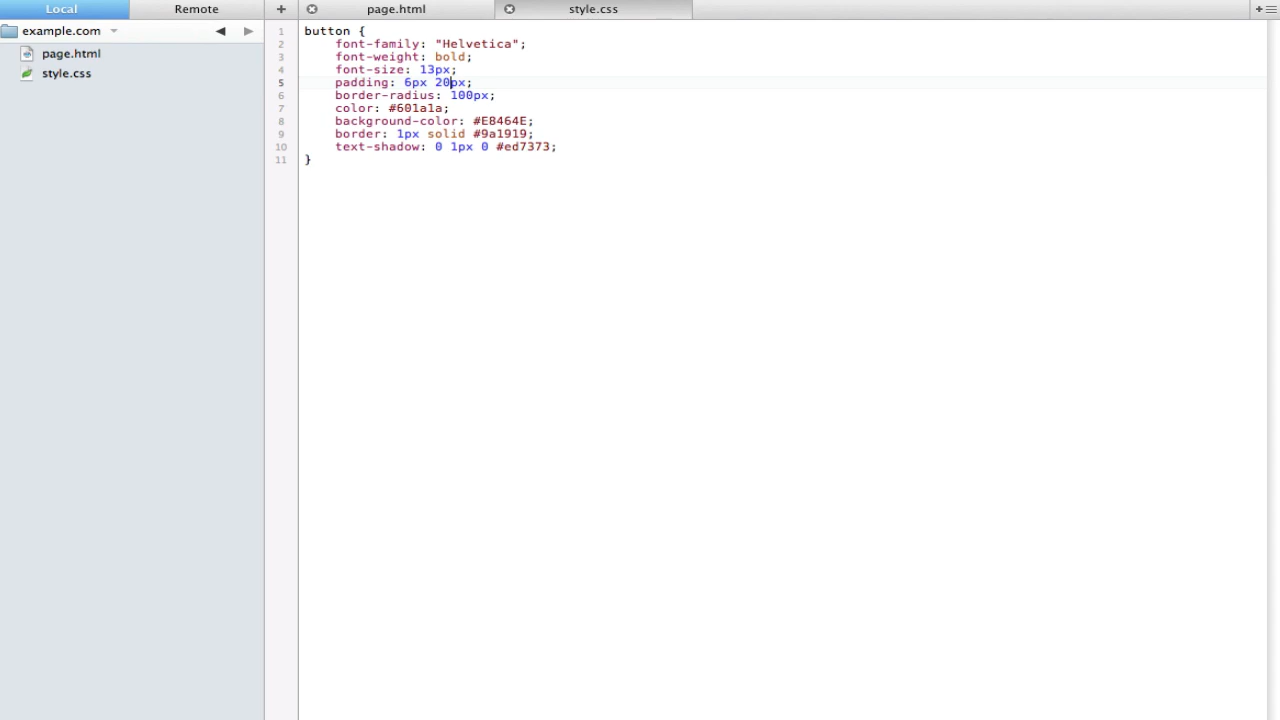 Local
Remote
page.html
style.css
example.com
page.html
style.css
1 button {
2 font-family: "Helvetica";
3 font-weight: bold;
4 font-size: 13px;
5 padding: 6px 20px;
6 border-radius: 100px;
7 color: #601a1a;
8 background-color: #E8464E;
9 border: 1px solid #9a1919;
10 text-shadow: 0 1px 0 #ed7373;
11 }